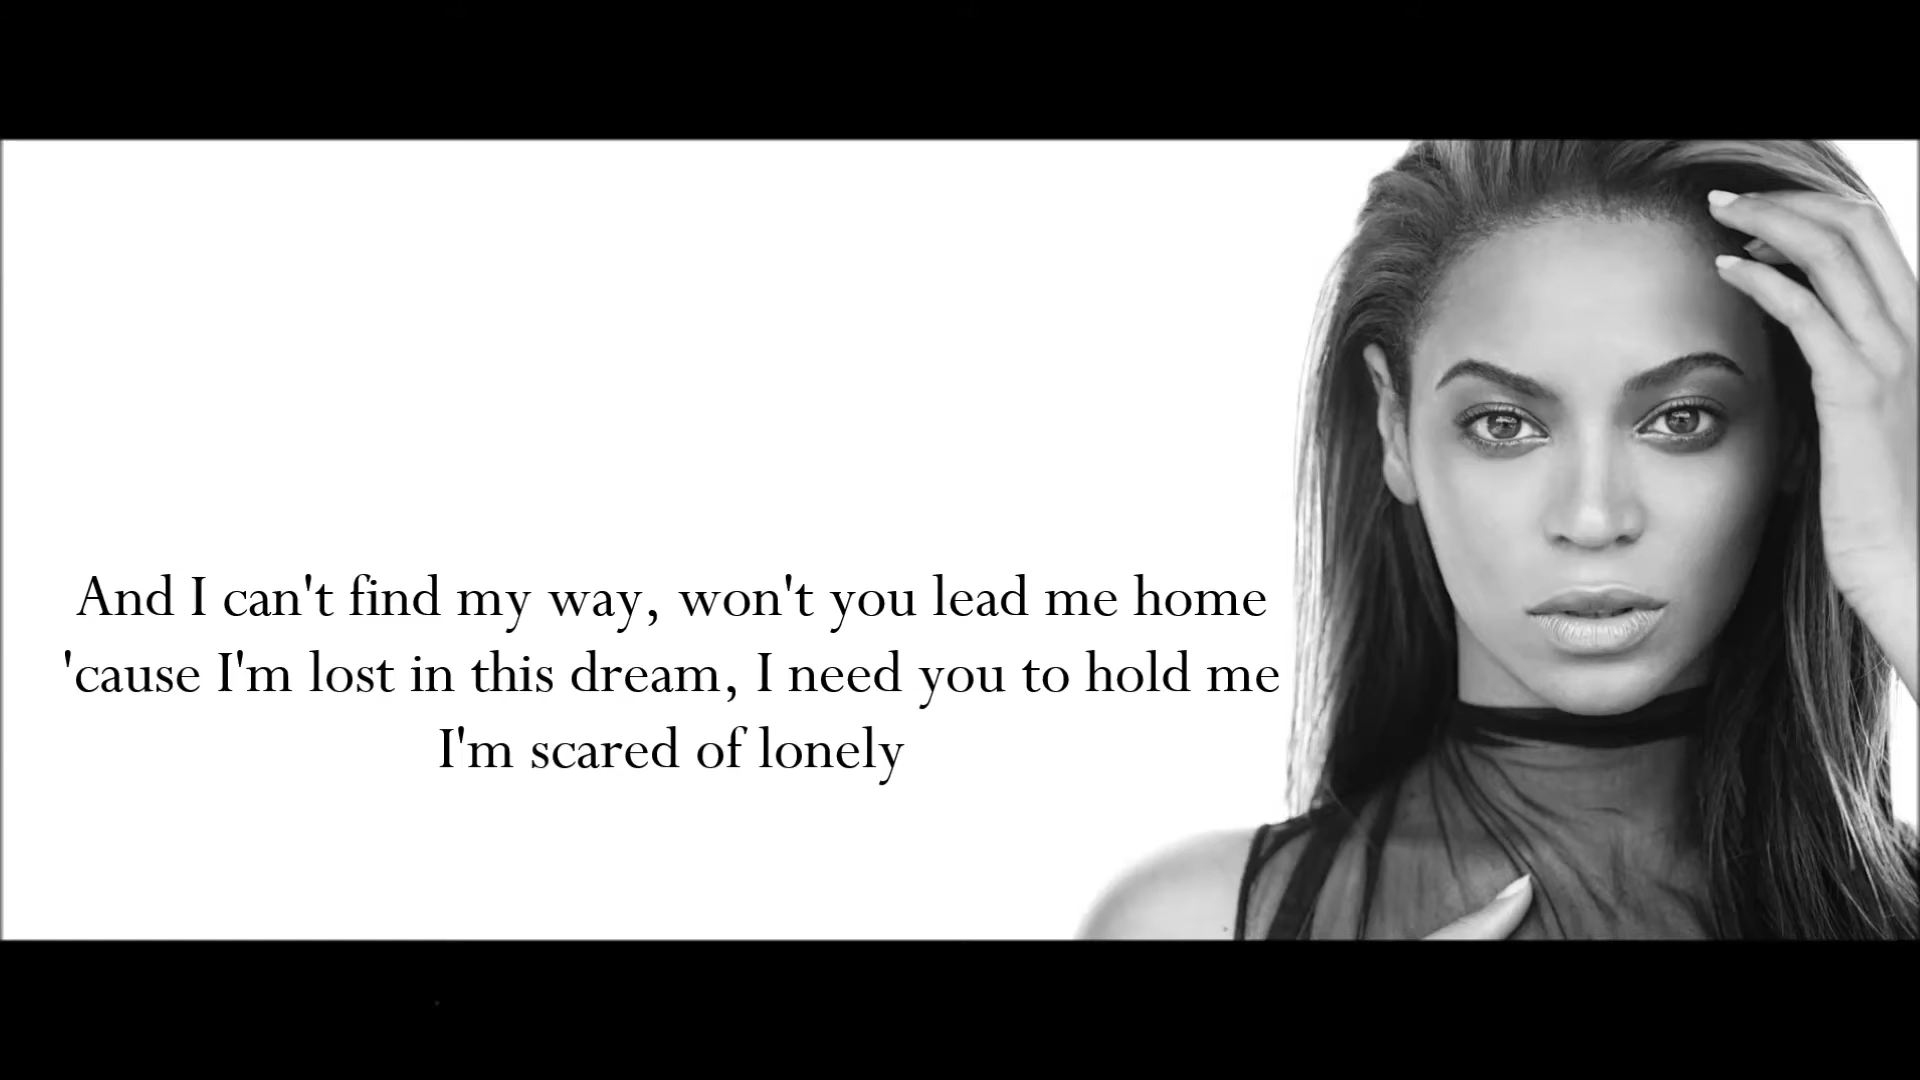 And I can't find my way, won't you lead me home
'cause I'm lost in this dream, I need you to hold me
I'm scared of lonely